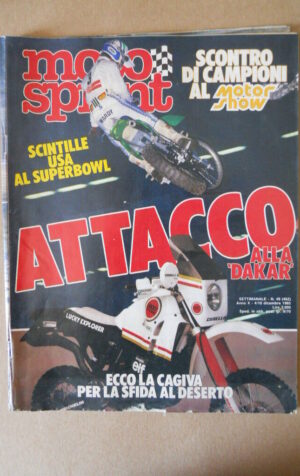 moto
sprint
SCONTRO
DI CAMPIONI
AL Motor
Show
SCINTILLE
USA
AL SUPERBOWL
ATTACCO
ALLA
'DAKAR'
SETTIMANALE
LUCKY EXPLORER
elf
ECCO LA CAGIVA
PER LA SFIDA AL DESERTO